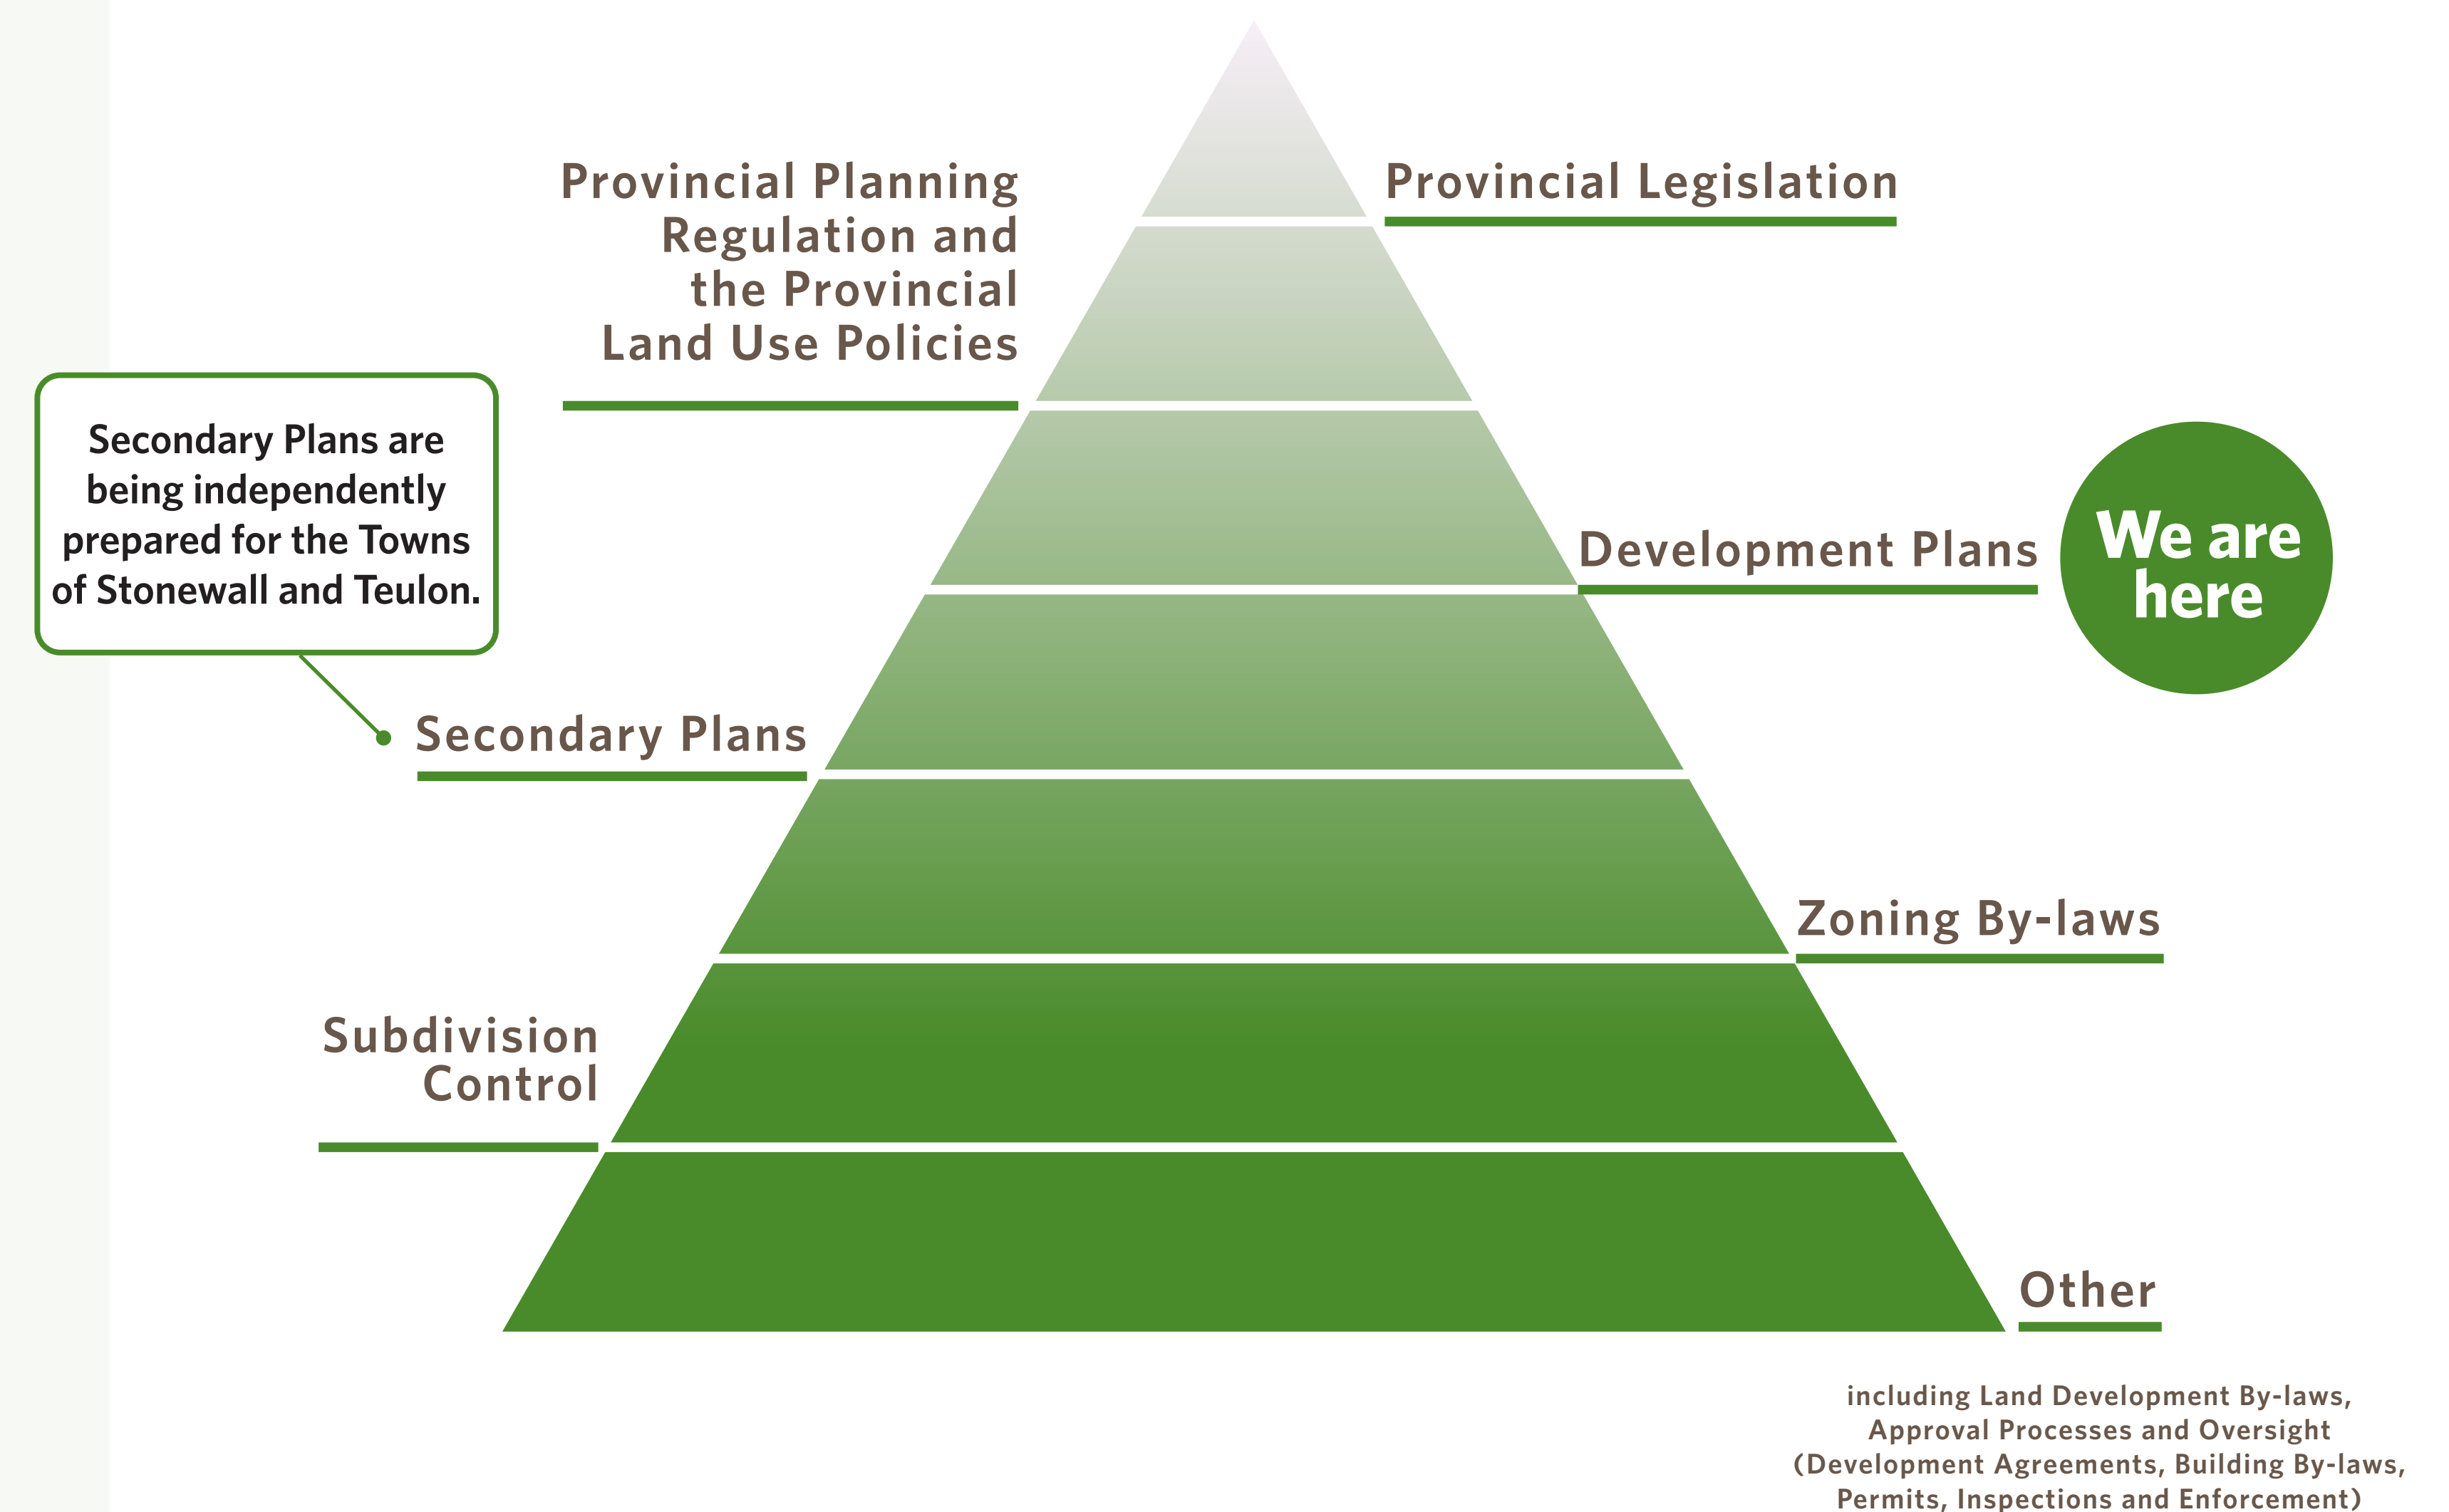 Provincial Legislation
Provincial Planning
Regulation and
the Provincial
Land Use Policies
Secondary Plans are
being independently
prepared for the Towns
of Stonewall and Teulon.
Development Plans
We are
here
Secondary Plans
Zoning By-laws
Subdivision
Control
Other
including Land Development By-laws,
Approval Processes and Oversight
(Development Agreements, Building By-laws,
Permits, Inspections and Enforcement)